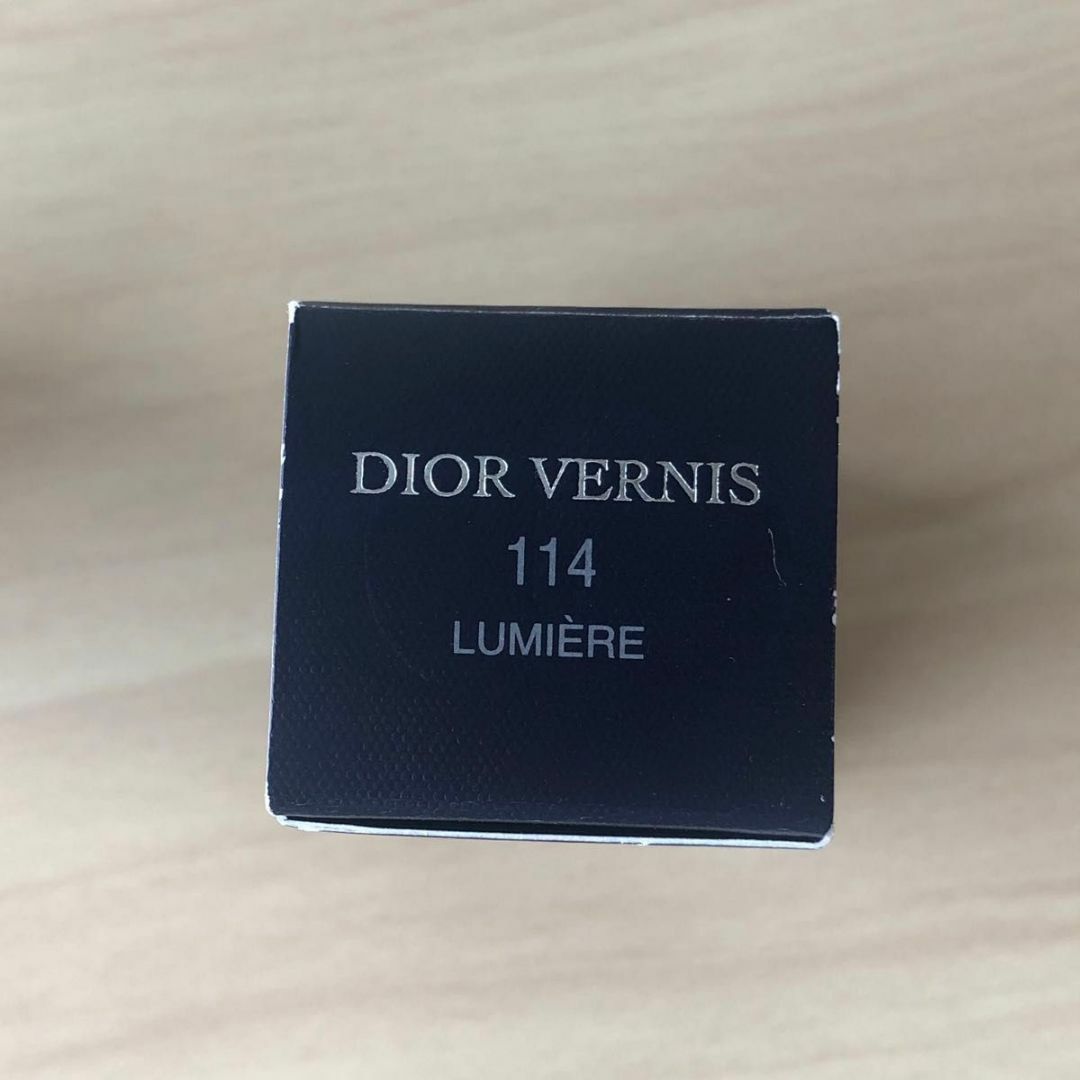 DIOR VERNIS
114
LUMIÈRE